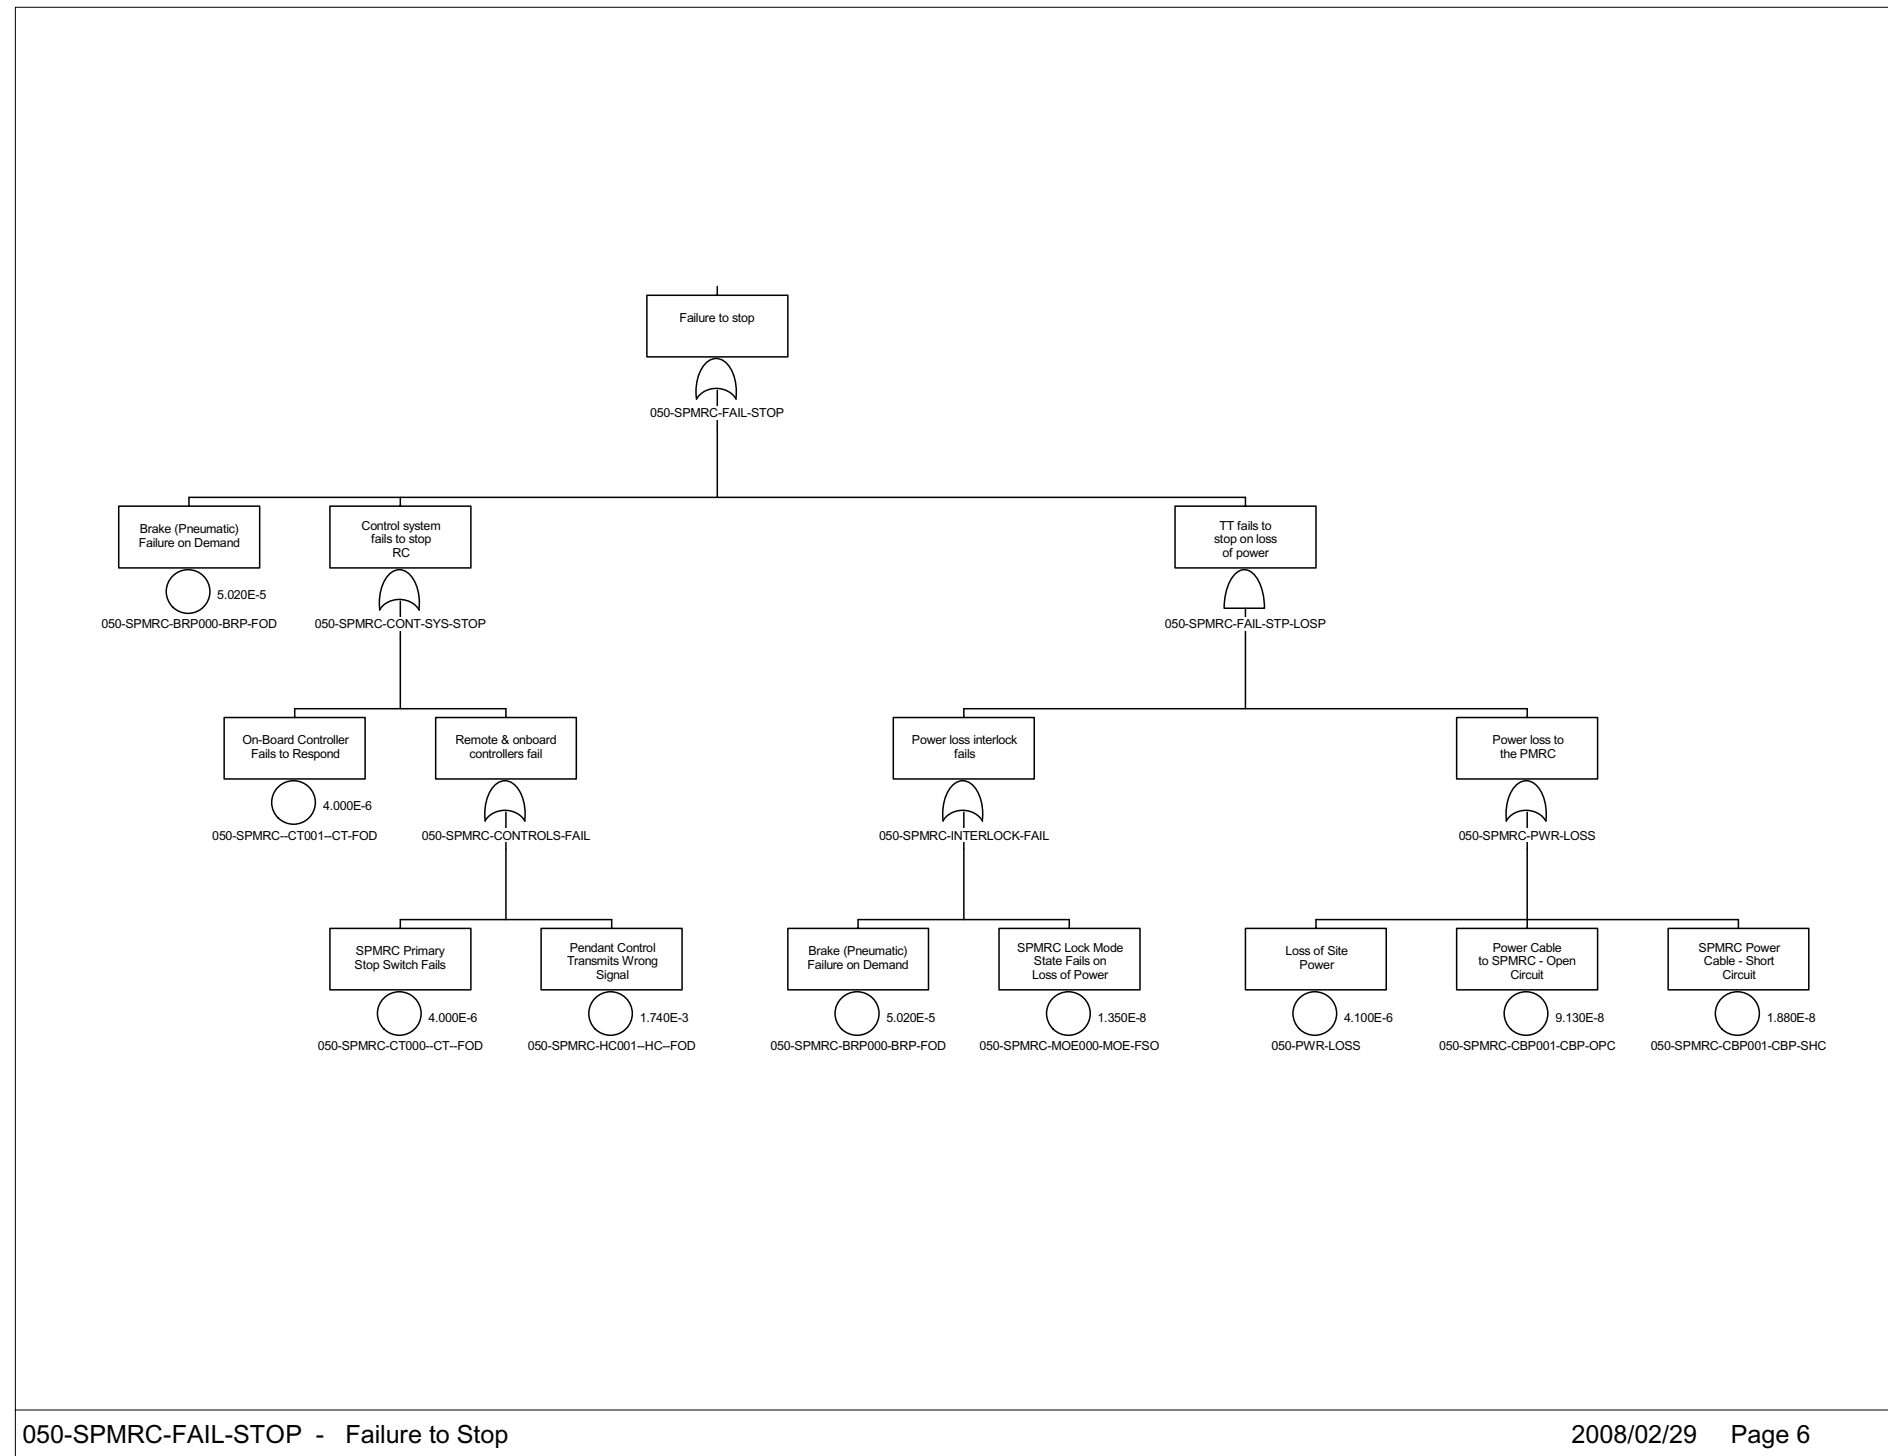 Failure to stop
050-SPMRC-FAIL-STOP
Brake (Pneumatic)
Failure on Demand
5.020E-5
050-SPMRC-BRP000-BRP-FOD
Control system
fails to stop
RC
050-SPMRC-CONT-SYS-STOP
TT fails to
stop on loss
of power
050-SPMRC-FAIL-STP-LOSP
On-Board Controller
Fails to Respond
4.000E-6
050-SPMRC--CT001--CT-FOD
Remote & onboard
controllers fail
050-SPMRC-CONTROLS-FAIL
Power loss interlock
fails
050-SPMRC-INTERLOCK-FAIL
Power loss to
the PMRC
050-SPMRC-PWR-LOSS
SPMRC Primary
Stop Switch Fails
4.000E-6
050-SPMRC-CT000--CT--FOD
Pendant Control
Transmits Wrong
Signal
1.740E-3
050-SPMRC-HC001--HC--FOD
Brake (Pneumatic)
Failure on Demand
5.020E-5
050-SPMRC-BRP000-BRP-FOD
SPMRC Lock Mode
State Fails on
Loss of Power
1.350E-8
050-SPMRC-MOE000-MOE-FSO
Loss of Site
Power
4.100E-6
050-PWR-LOSS
Power Cable
to SPMRC - Open
Circuit
9.130E-8
050-SPMRC-CBP001-CBP-OPC
SPMRC Power
Cable - Short
Circuit
1.880E-8
050-SPMRC-CBP001-CBP-SHC
050-SPMRC-FAIL-STOP - Failure to Stop
2008/02/29 Page 6